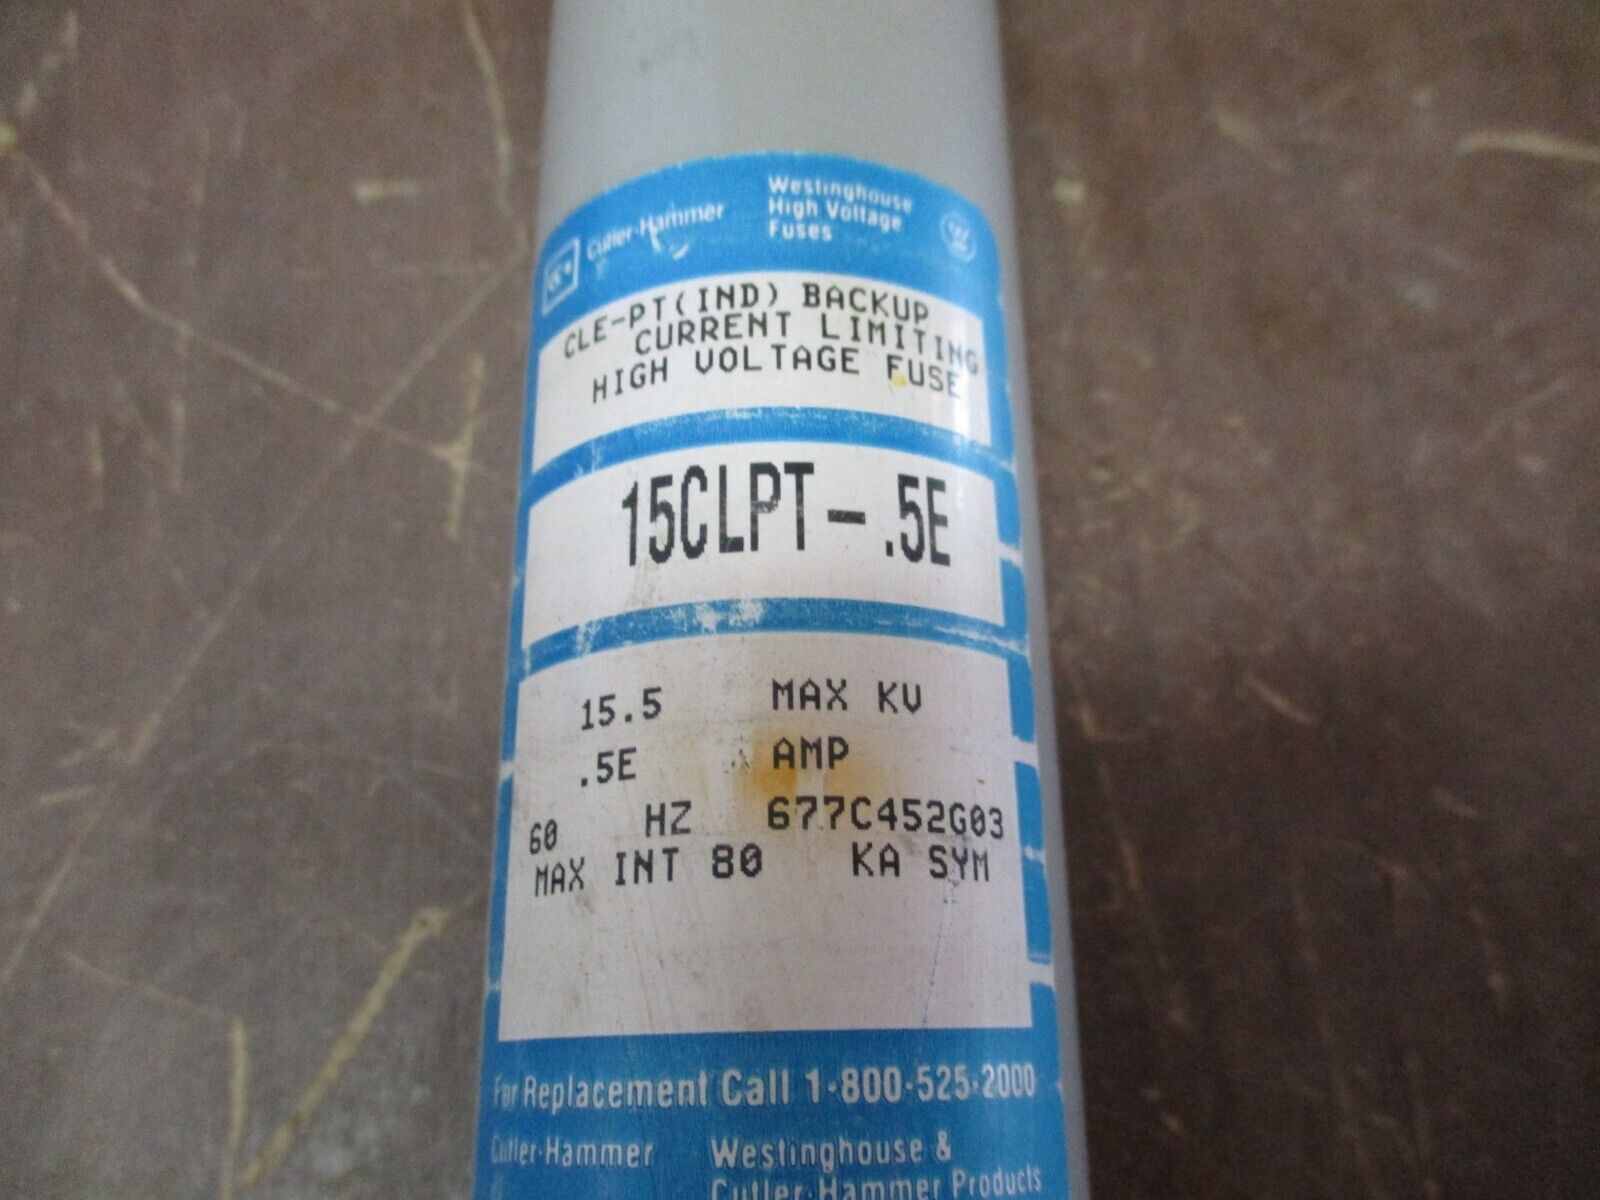 Cutler-Hammer
Westinghouse
High Voltage
Fuses
CLE-PT(IND) BACKUP
CURRENT LIMITING
HIGH VOLTAGE FUSE
15CLPT-.5E
15.5 MAX KV
.5E AMP
60 HZ 677C452G03
MAX INT 80 KA SYM
For Replacement Call 1-800-525-2000
Cutler-Hammer
Westinghouse &
Cutler-Hammer Products